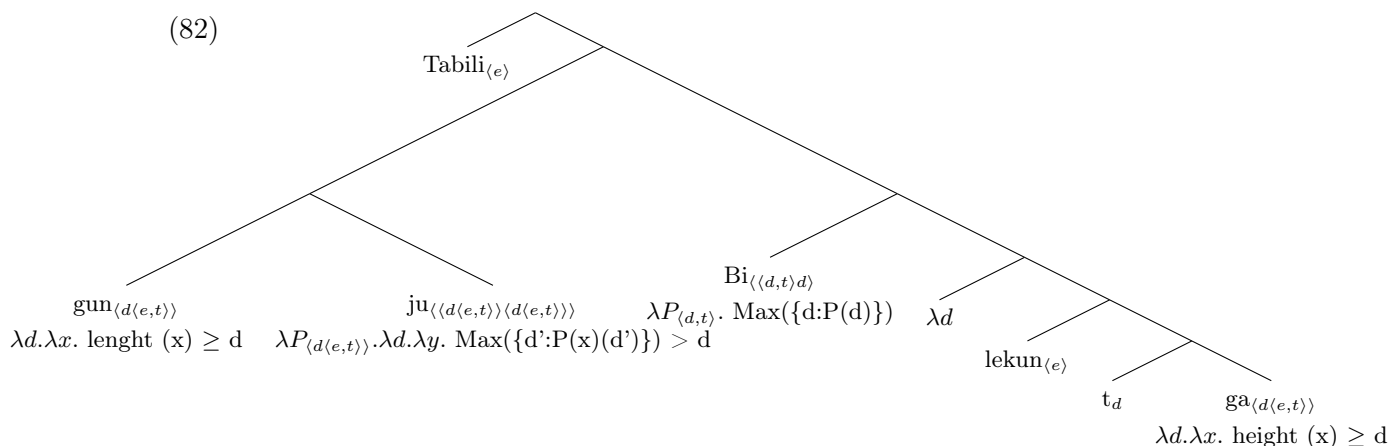 (82)
Tabili⟨e⟩
gun⟨d⟨e,t⟩⟩
λd.λx. lenght (x) ≥ d
ju⟨⟨d⟨e,t⟩⟩⟨d⟨e,t⟩⟩⟩
λP⟨d⟨e,t⟩⟩.λd.λy. Max({d':P(x)(d')}) > d
Bi⟨⟨d,t⟩d⟩
λP⟨d,t⟩. Max({d:P(d)})
λd
lekun⟨e⟩
td
ga⟨d⟨e,t⟩⟩
λd.λx. height (x) ≥ d